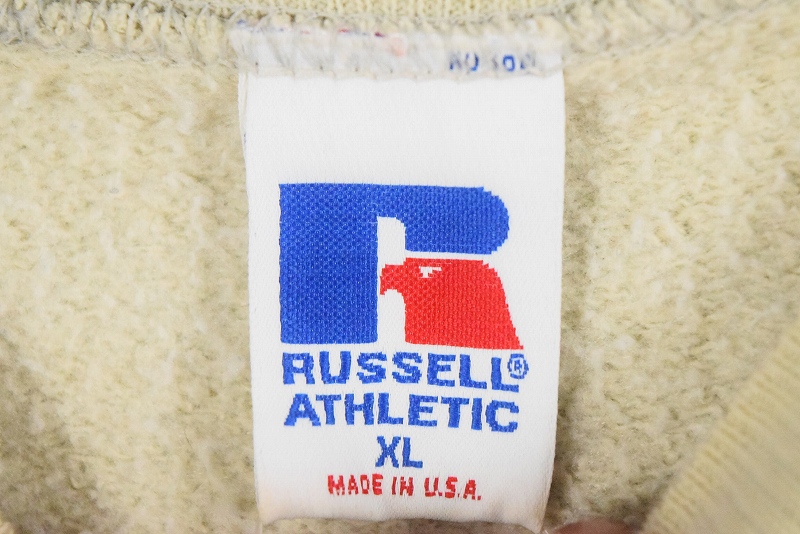 RUSSELL®
ATHLETIC
XL
MADE IN U.S.A.